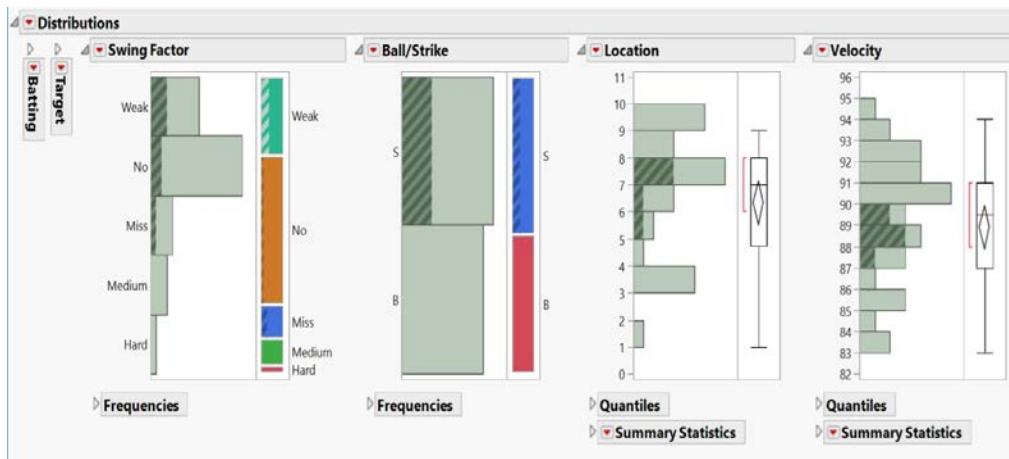 Distributions
Batting
Target
Swing Factor
Weak
No
Miss
Medium
Hard
Weak
No
Miss
Medium
Hard
Frequencies
Ball/Strike
S
B
S
B
Frequencies
Location
11
10
9
8
7
6
5
4
3
2
1
0
Quantiles
Summary Statistics
Velocity
96
95
94
93
92
91
90
89
88
87
86
85
84
83
82
Quantiles
Summary Statistics